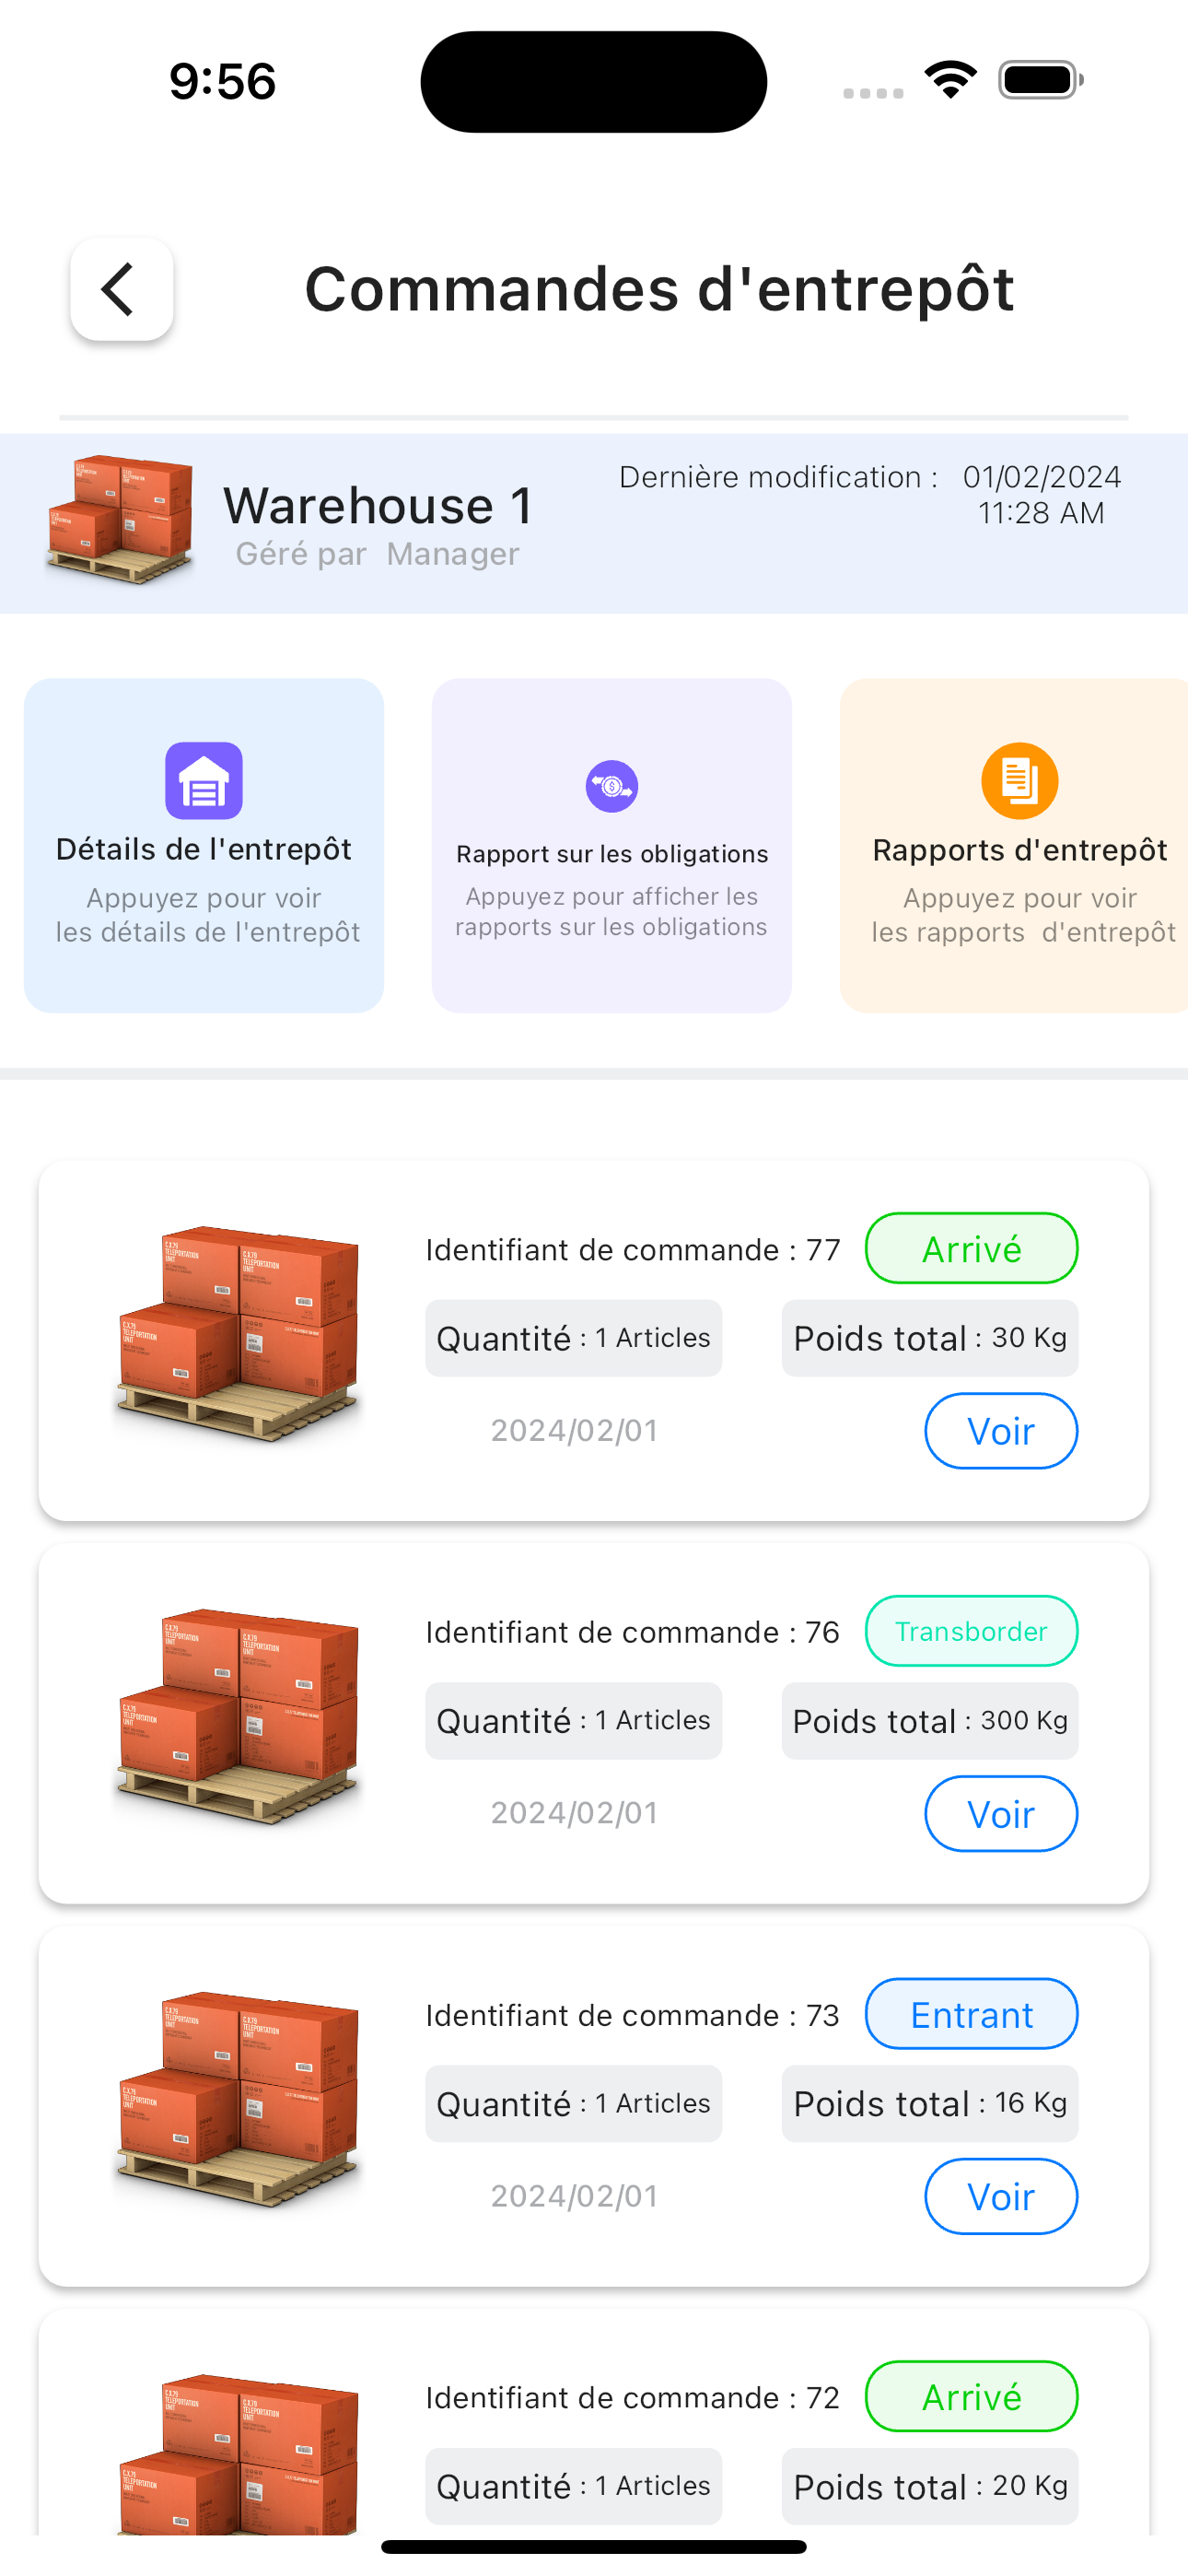 9:56
Commandes d'entrepôt
Warehouse 1
Géré par Manager
Dernière modification : 01/02/2024
11:28 AM
Détails de l'entrepôt
Appuyez pour voir
les détails de l'entrepôt
Rapport sur les obligations
Appuyez pour afficher les
rapports sur les obligations
Rapports d'entrepôt
Appuyez pour voir
les rapports d'entrepôt
Identifiant de commande : 77 Arrivé
Quantité : 1 Articles Poids total : 30 Kg
2024/02/01 Voir
Identifiant de commande : 76 Transborder
Quantité : 1 Articles Poids total : 300 Kg
2024/02/01 Voir
Identifiant de commande : 73 Entrant
Quantité : 1 Articles Poids total : 16 Kg
2024/02/01 Voir
Identifiant de commande : 72 Arrivé
Quantité : 1 Articles Poids total : 20 Kg